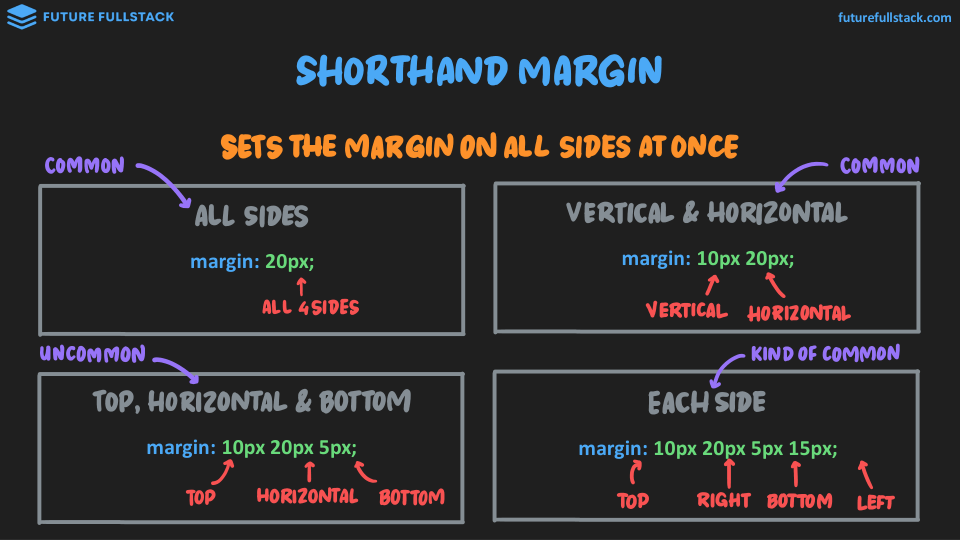 FUTURE FULLSTACK
futurefullstack.com
SHORTHAND MARGIN
SETS THE MARGIN ON ALL SIDES AT ONCE
COMMON
ALL SIDES
margin: 20px;
ALL 4 SIDES
COMMON
VERTICAL & HORIZONTAL
margin: 10px 20px;
VERTICAL HORIZONTAL
UNCOMMON
TOP, HORIZONTAL & BOTTOM
margin: 10px 20px 5px;
TOP HORIZONTAL BOTTOM
KIND OF COMMON
EACH SIDE
margin: 10px 20px 5px 15px;
TOP RIGHT BOTTOM LEFT